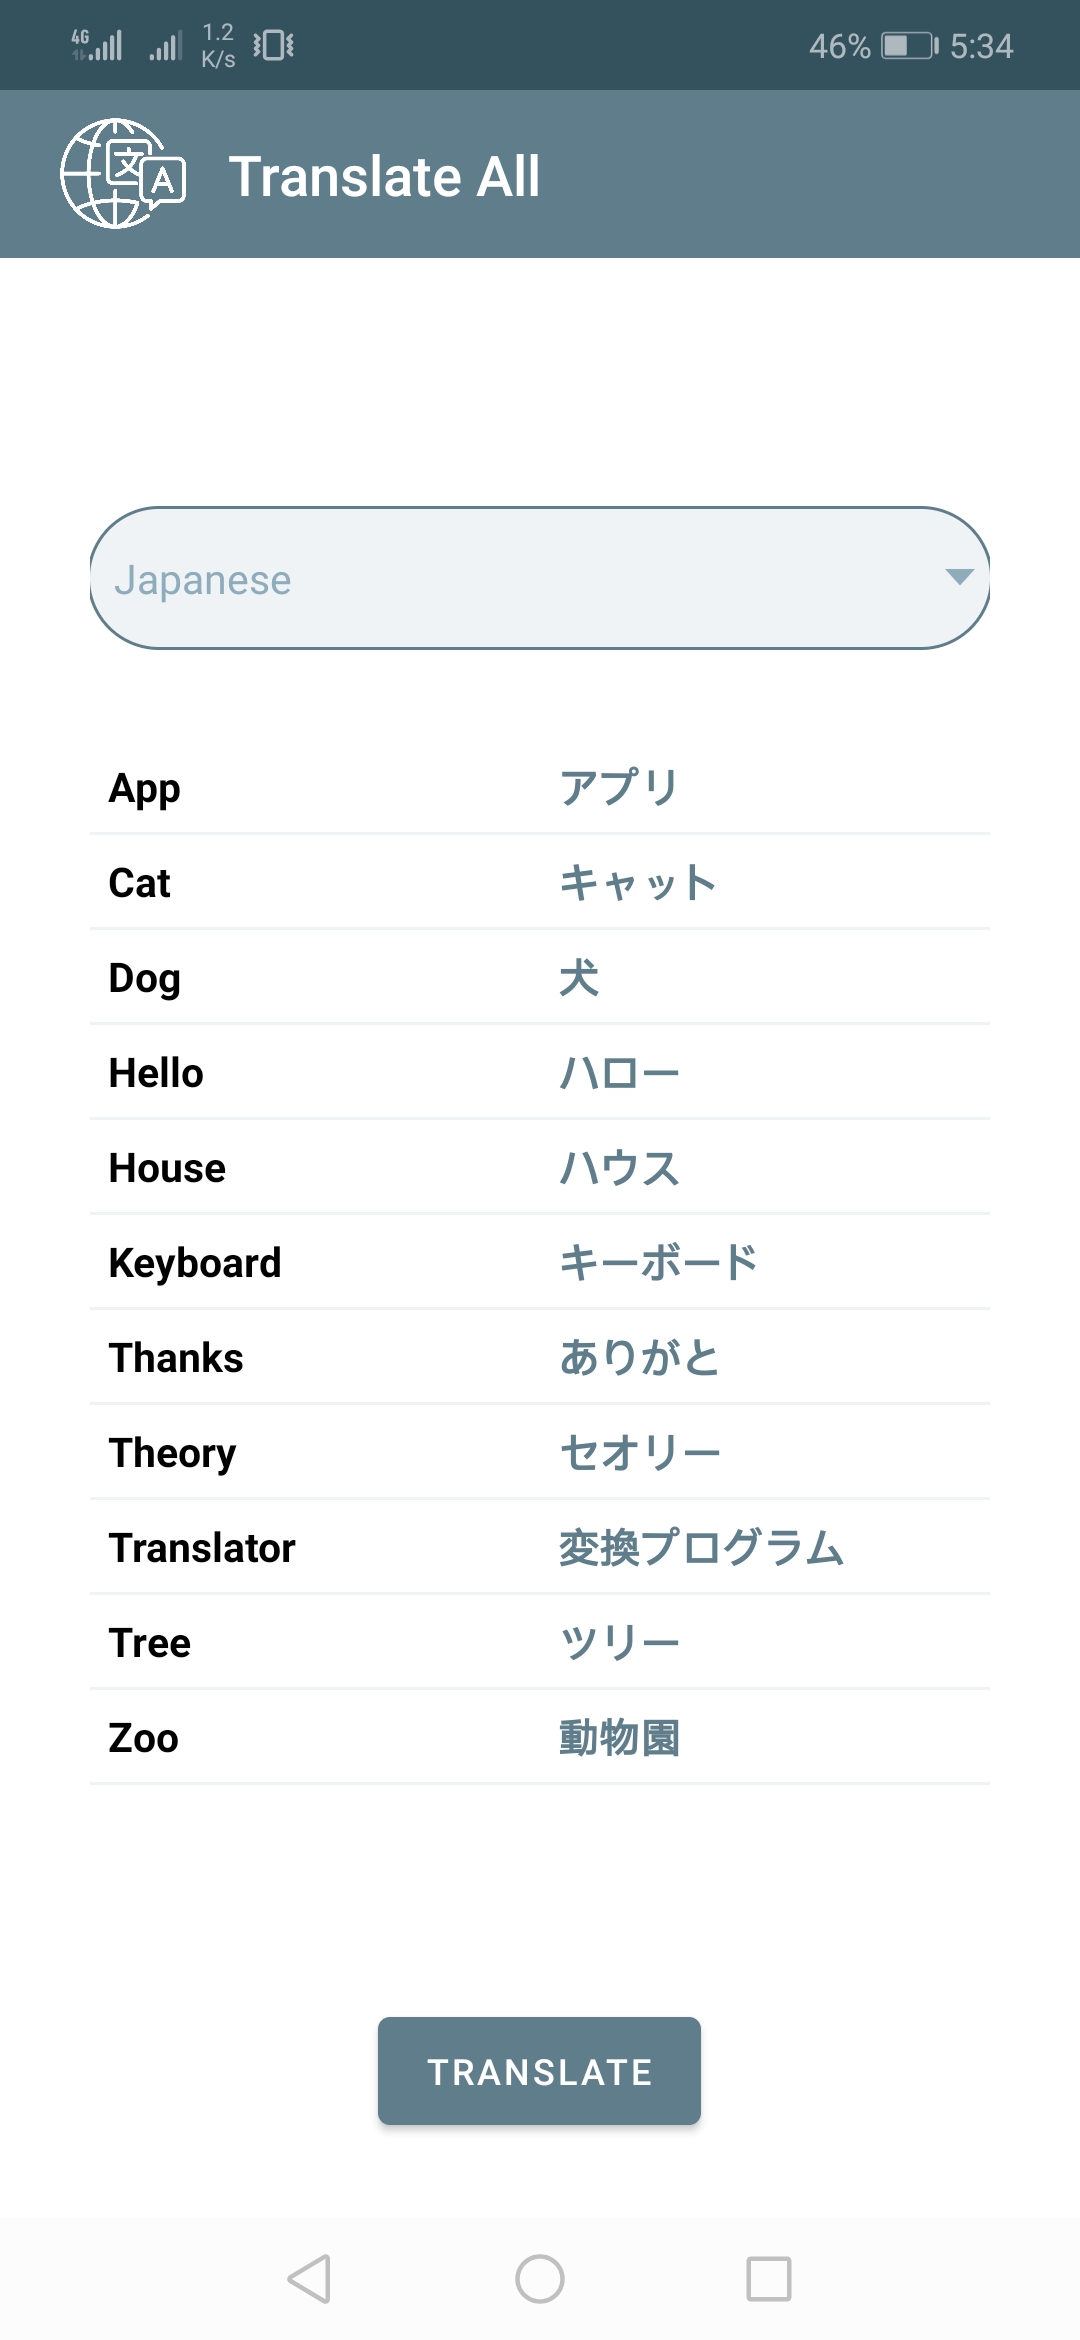 4G 1.2 K/s 46% 5:34
文 A Translate All
Japanese
App アプリ
Cat キャット
Dog 犬
Hello ハロー
House ハウス
Keyboard キーボード
Thanks ありがと
Theory セオリー
Translator 変換プログラム
Tree ツリー
Zoo 動物園
TRANSLATE